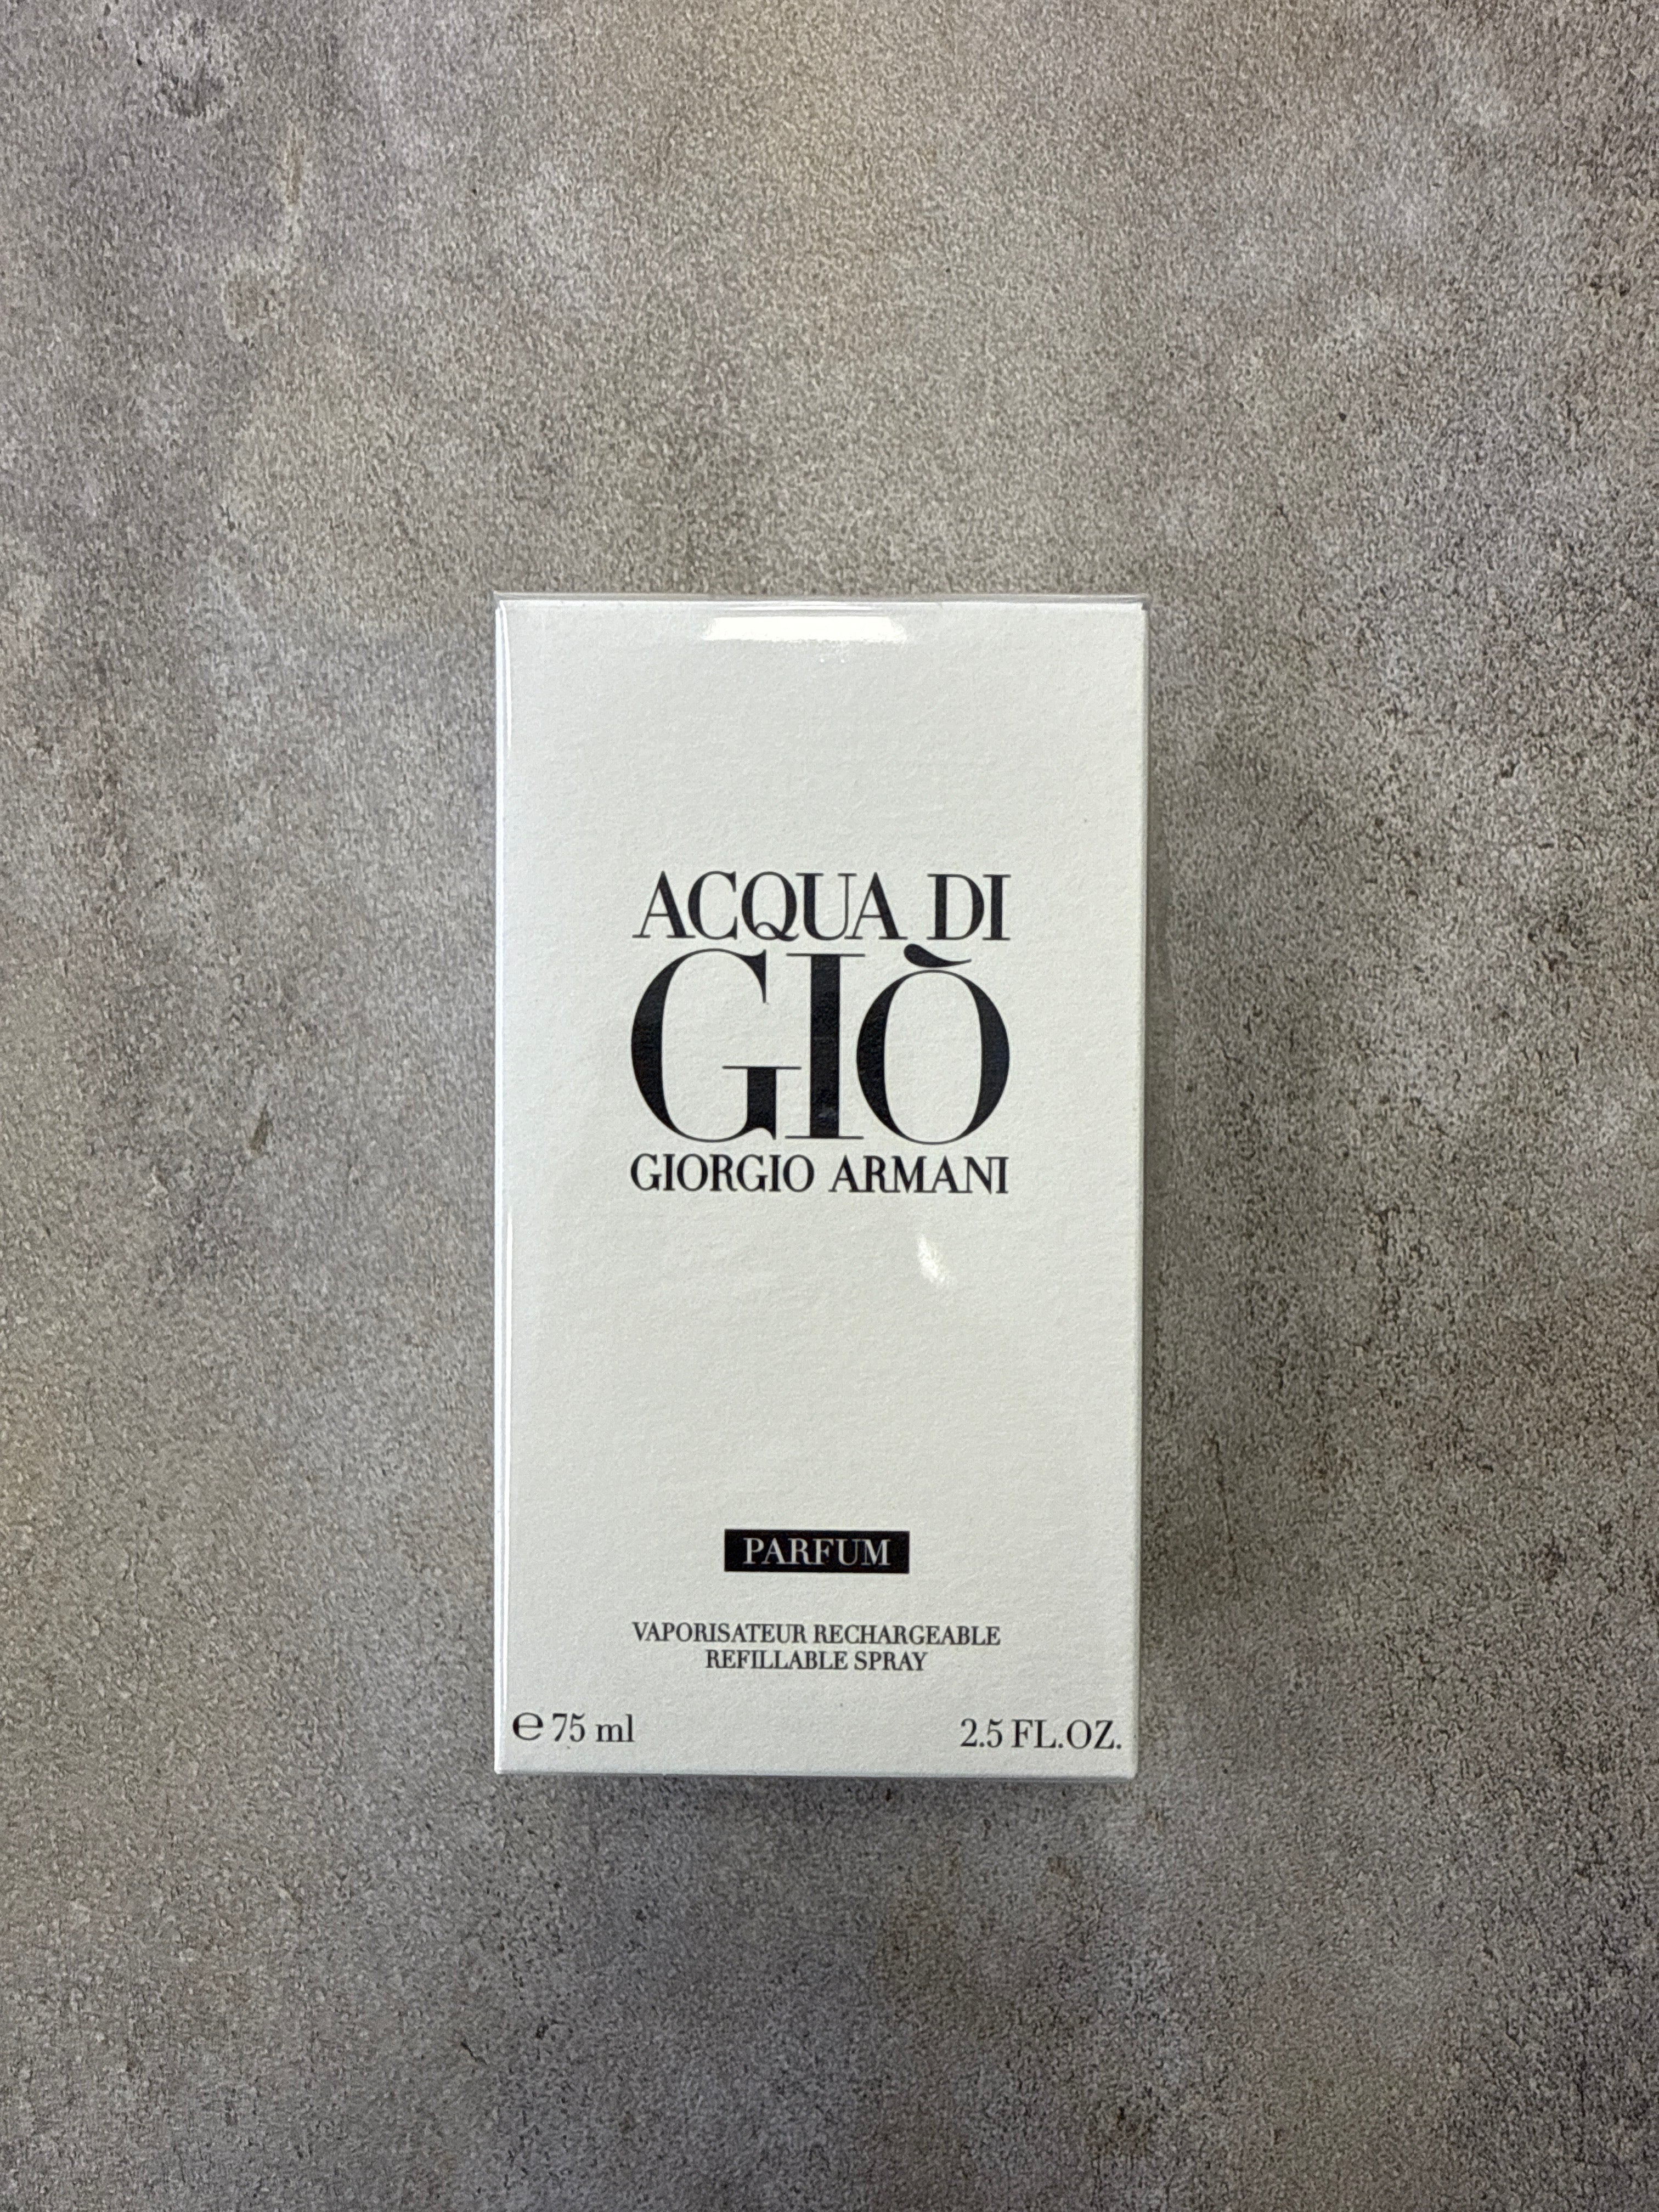 ACQUA DI
GIÒ
GIORGIO ARMANI
PARFUM
VAPORISATEUR RECHARGEABLE
REFILLABLE SPRAY
℮ 75 ml
2.5 FL.OZ.